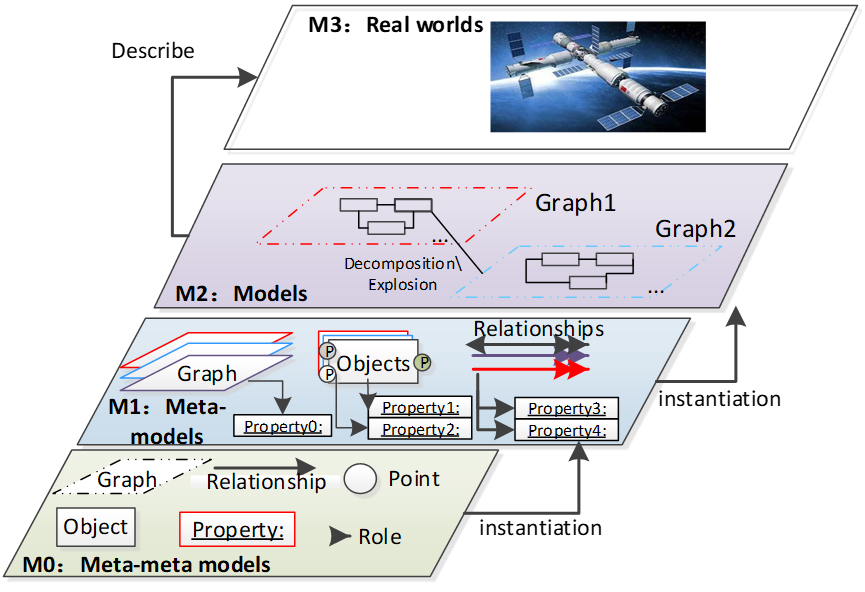 M3：Real worlds
Describe
Graph1
Graph2
...
Decomposition\
Explosion
...
M2：Models
Relationships
P
P
Objects
P
Graph
M1：Meta-
models
Property0:
Property1:
Property2:
Property3:
Property4:
instantiation
Graph
Relationship
Point
Object
Property:
Role
instantiation
M0：Meta-meta models